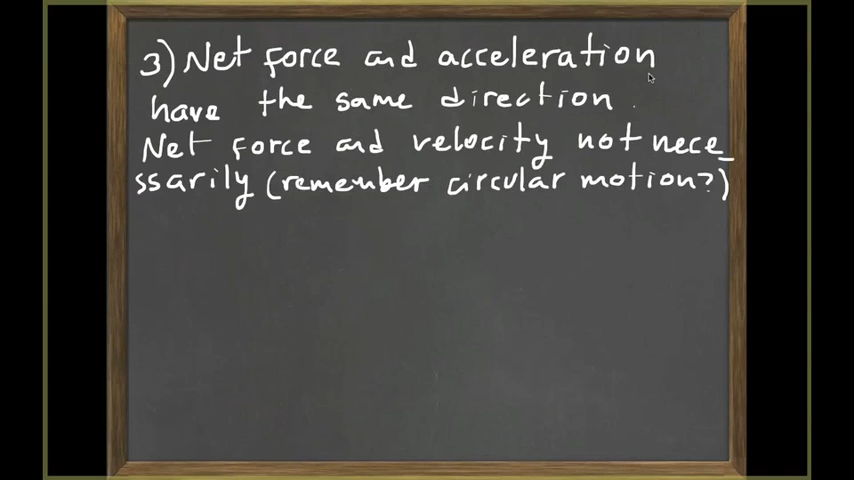 3) Net force and acceleration
have the same direction.
Net force and velocity not nece_
ssarily (remember circular motion?)